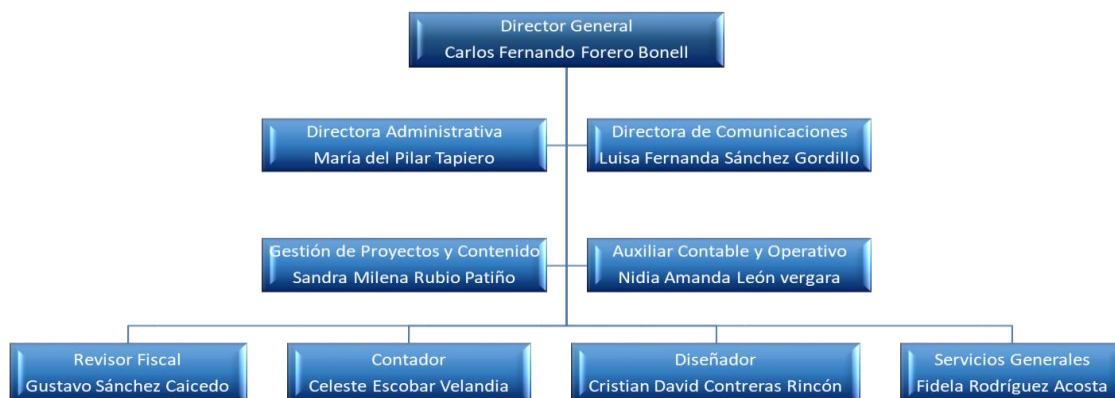 Director General
Carlos Fernando Forero Bonell
Directora Administrativa
María del Pilar Tapiero
Directora de Comunicaciones
Luisa Fernanda Sánchez Gordillo
Gestión de Proyectos y Contenido
Sandra Milena Rubio Patiño
Auxiliar Contable y Operativo
Nidia Amanda León vergara
Revisor Fiscal
Gustavo Sánchez Caicedo
Contador
Celeste Escobar Velandia
Diseñador
Cristian David Contreras Rincón
Servicios Generales
Fidela Rodríguez Acosta